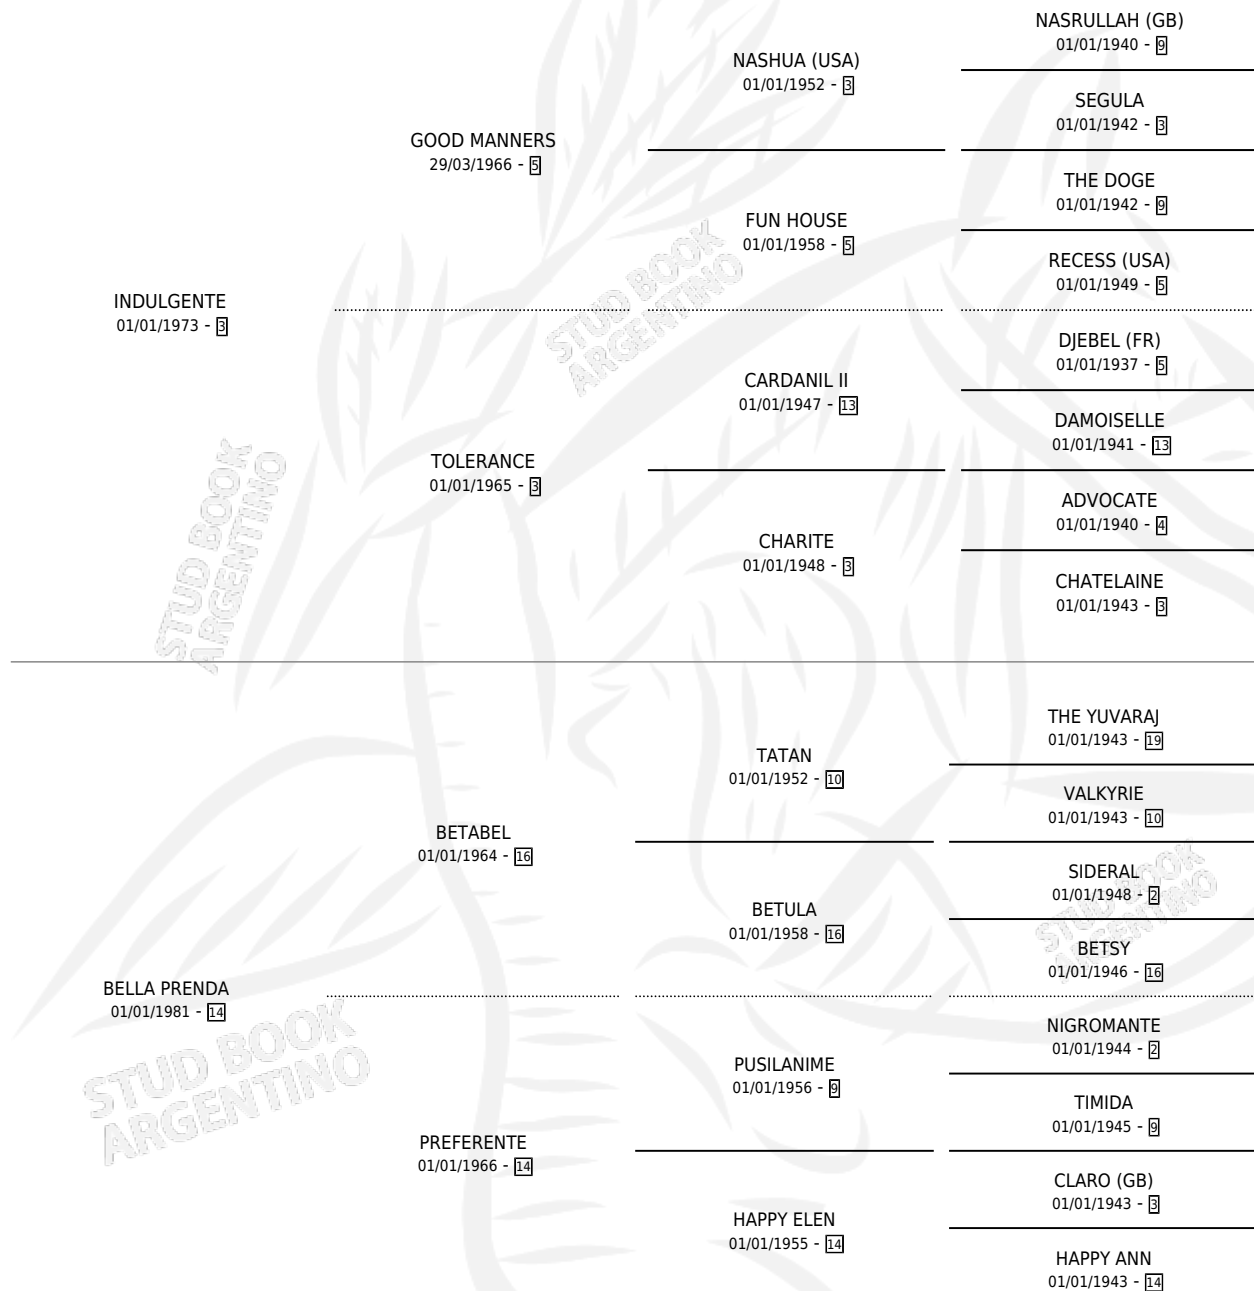 NASRULLAH (GB)
01/01/1940 - 9
NASHUA (USA)
01/01/1952 - 3
SEGULA
01/01/1942 - 3
GOOD MANNERS
29/03/1966 - 5
THE DOGE
01/01/1942 - 9
FUN HOUSE
01/01/1958 - 5
RECESS (USA)
01/01/1949 - 5
INDULGENTE
01/01/1973 - 3
DJEBEL (FR)
01/01/1937 - 5
CARDANIL II
01/01/1947 - 13
DAMOISELLE
01/01/1941 - 13
TOLERANCE
01/01/1965 - 3
ADVOCATE
01/01/1940 - 4
CHARITE
01/01/1948 - 3
CHATELAINE
01/01/1943 - 3
THE YUVARAJ
01/01/1943 - 19
TATAN
01/01/1952 - 10
VALKYRIE
01/01/1943 - 10
BETABEL
01/01/1964 - 16
SIDERAL
01/01/1948 - 2
BETULA
01/01/1958 - 16
BETSY
01/01/1946 - 16
BELLA PRENDA
01/01/1981 - 14
NIGROMANTE
01/01/1944 - 2
PUSILANIME
01/01/1956 - 9
TIMIDA
01/01/1945 - 9
PREFERENTE
01/01/1966 - 14
CLARO (GB)
01/01/1943 - 3
HAPPY ELEN
01/01/1955 - 14
HAPPY ANN
01/01/1943 - 14
STUD BOOK
ARGENTINO
STUD BOOK
ARGENTINO
STUD BOOK
ARGENTINO
STUD BOOK
ARGENTINO